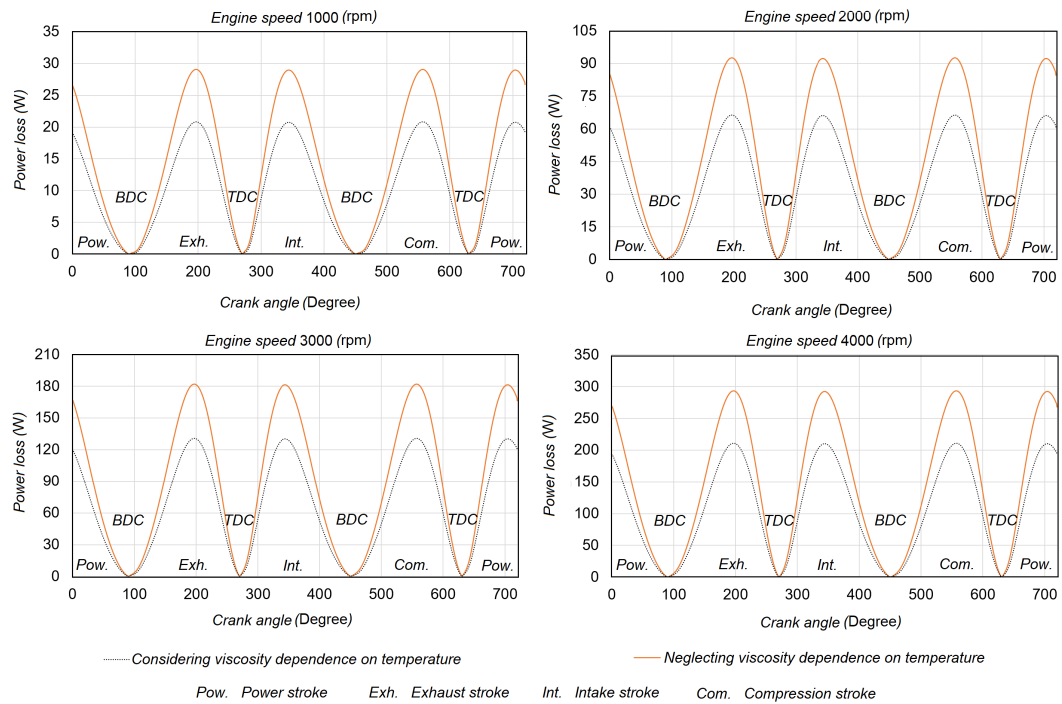 Engine speed 1000 (rpm)
35
30
25
20
15
10
5
0
Power loss (W)
BDC
TDC
BDC
TDC
Pow.
Exh.
Int.
Com.
Pow.
0 100 200 300 400 500 600 700
Crank angle (Degree)
Engine speed 2000 (rpm)
105
90
75
60
45
30
15
0
Power loss (W)
BDC
TDC
BDC
TDC
Pow.
Exh.
Int.
Com.
Pow.
0 100 200 300 400 500 600 700
Crank angle (Degree)
Engine speed 3000 (rpm)
210
180
150
120
90
60
30
0
Power loss (W)
BDC
TDC
BDC
TDC
Pow.
Exh.
Int.
Com.
Pow.
0 100 200 300 400 500 600 700
Crank angle (Degree)
Engine speed 4000 (rpm)
350
300
250
200
150
100
50
0
Power loss (W)
BDC
TDC
BDC
TDC
Pow.
Exh.
Int.
Com.
Pow.
0 100 200 300 400 500 600 700
Crank angle (Degree)
Considering viscosity dependence on temperature
Neglecting viscosity dependence on temperature
Pow. Power stroke Exh. Exhaust stroke Int. Intake stroke Com. Compression stroke